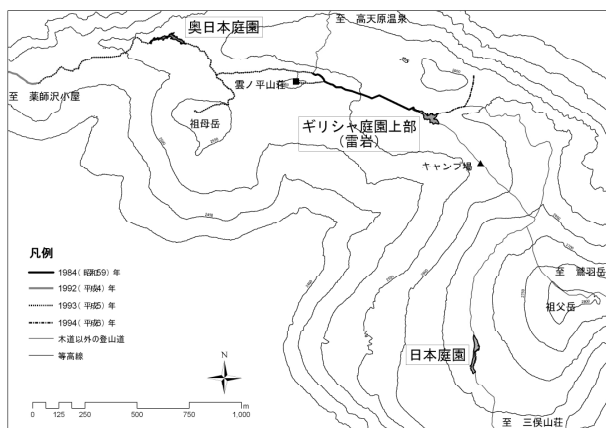 至 高天原温泉
奥日本庭園
雲ノ平山荘
至 薬師沢小屋
祖母岳
ギリシャ庭園上部
（雷岩）
キャンプ場
凡例
1984(昭和59)年
1992(平成4)年
1993(平成5)年
1994(平成6)年
木道以外の登山道
等高線
至 鷲羽岳
祖父岳
日本庭園
N
0 125 250 500 750 1,000
m
至 三俣山荘